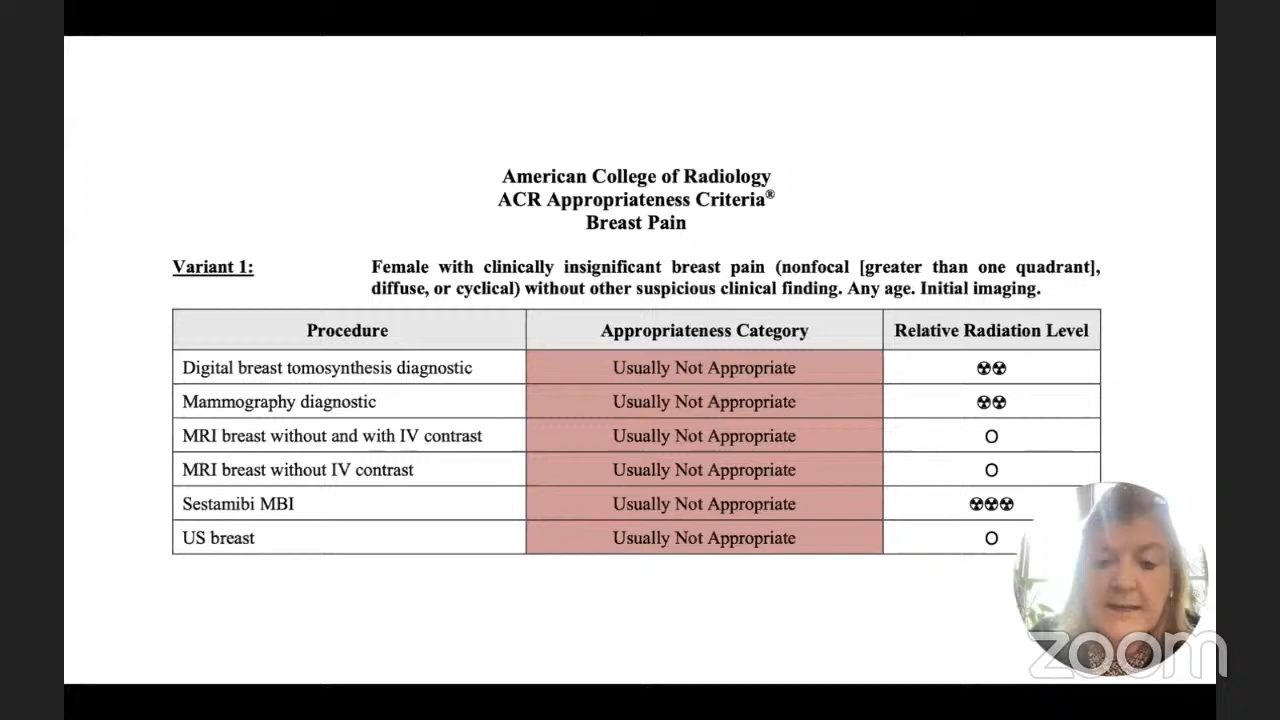 American College of Radiology
ACR Appropriateness Criteria®
Breast Pain
Variant 1: Female with clinically insignificant breast pain (nonfocal [greater than one quadrant],
diffuse, or cyclical) without other suspicious clinical finding. Any age. Initial imaging.
Procedure Appropriateness Category Relative Radiation Level
Digital breast tomosynthesis diagnostic Usually Not Appropriate ☢☢
Mammography diagnostic Usually Not Appropriate ☢☢
MRI breast without and with IV contrast Usually Not Appropriate O
MRI breast without IV contrast Usually Not Appropriate O
Sestamibi MBI Usually Not Appropriate ☢☢☢
US breast Usually Not Appropriate O
zoom